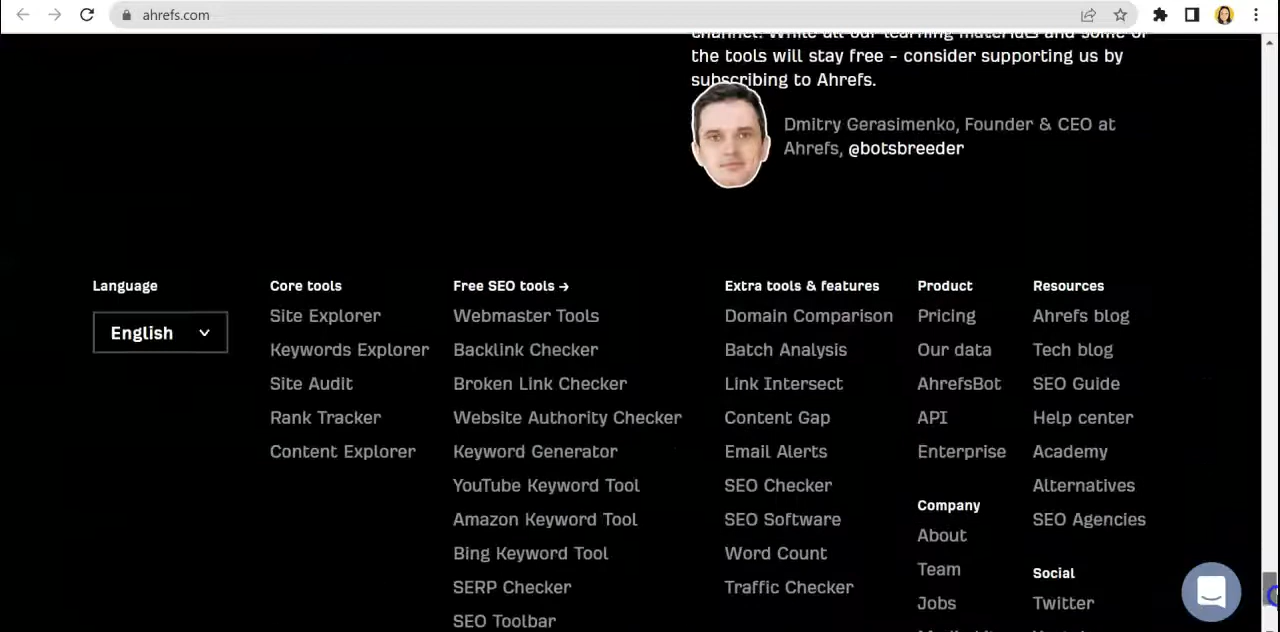 ahrefs.com
channel. While all our learning materials and some of
the tools will stay free – consider supporting us by
subscribing to Ahrefs.
Dmitry Gerasimenko, Founder & CEO at
Ahrefs, @botsbreeder
Language
English
Core tools
Site Explorer
Keywords Explorer
Site Audit
Rank Tracker
Content Explorer
Free SEO tools →
Webmaster Tools
Backlink Checker
Broken Link Checker
Website Authority Checker
Keyword Generator
YouTube Keyword Tool
Amazon Keyword Tool
Bing Keyword Tool
SERP Checker
SEO Toolbar
Extra tools & features
Domain Comparison
Batch Analysis
Link Intersect
Content Gap
Email Alerts
SEO Checker
SEO Software
Word Count
Traffic Checker
Product
Pricing
Our data
AhrefsBot
API
Enterprise
Company
About
Team
Jobs
Resources
Ahrefs blog
Tech blog
SEO Guide
Help center
Academy
Alternatives
SEO Agencies
Social
Twitter